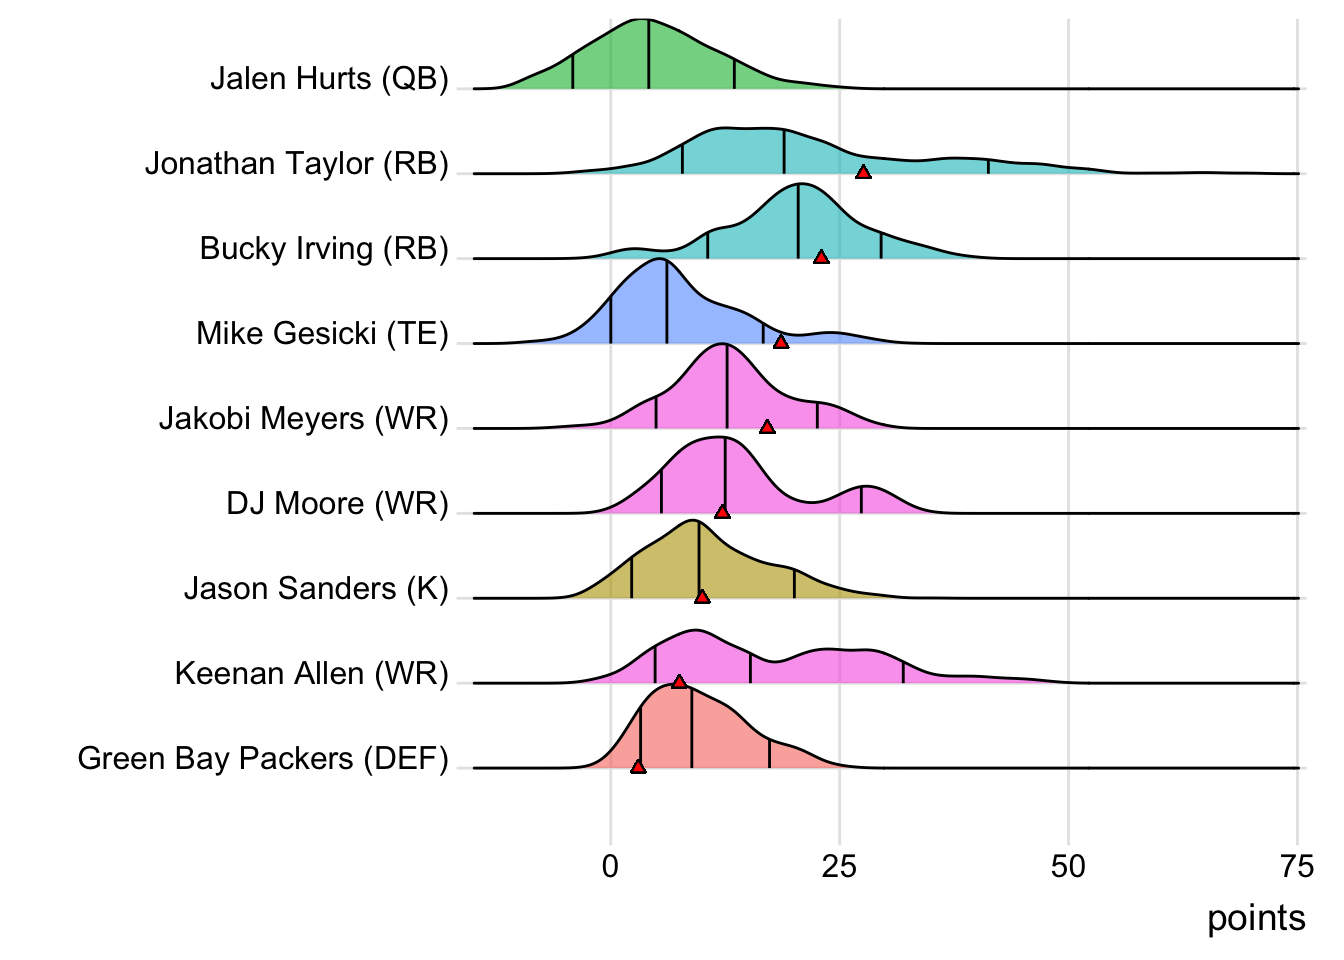 Jalen Hurts (QB)
Jonathan Taylor (RB)
Bucky Irving (RB)
Mike Gesicki (TE)
Jakobi Meyers (WR)
DJ Moore (WR)
Jason Sanders (K)
Keenan Allen (WR)
Green Bay Packers (DEF)
0 25 50 75
points